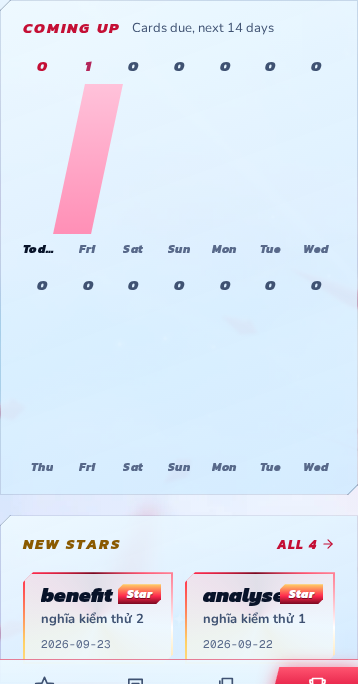 COMING UP Cards due, next 14 days
0 1 0 0 0 0 0
Tod… Fri Sat Sun Mon Tue Wed
0 0 0 0 0 0 0
Thu Fri Sat Sun Mon Tue Wed
NEW STARS ALL 4 →
benefit Star analyse Star
nghĩa kiểm thử 2 nghĩa kiểm thử 1
2026-09-23 2026-09-22